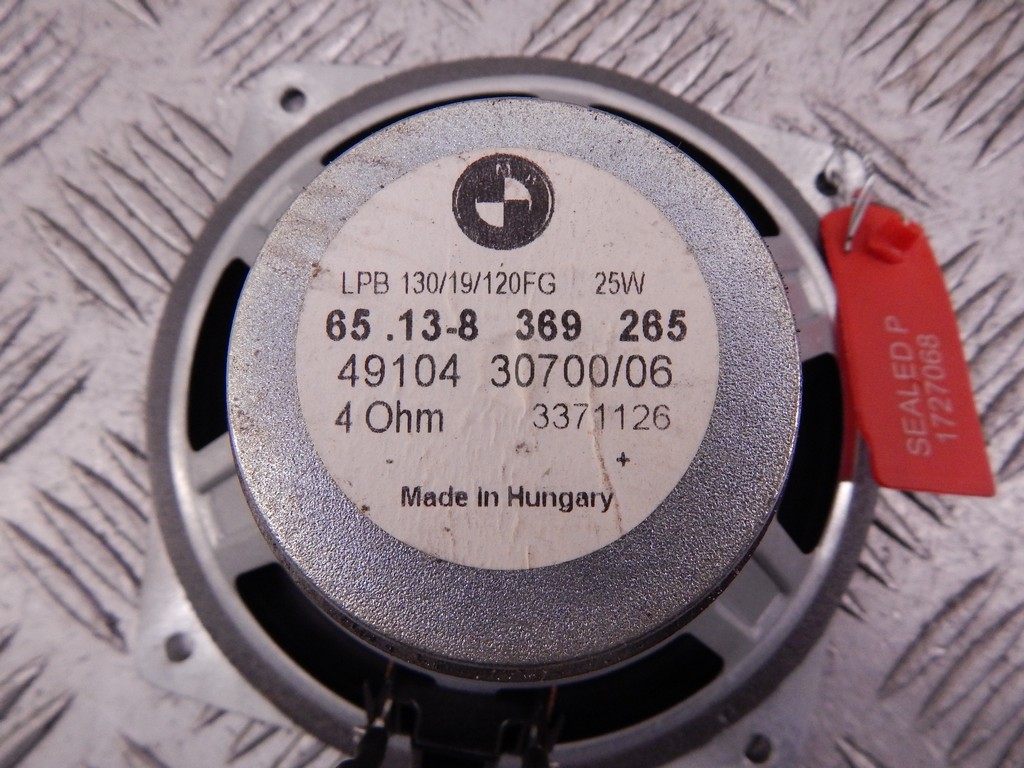 LPB 130/19/120FG 25W
65 .13-8 369 265
49104 30700/06
4 Ohm 3371126
- +
Made in Hungary
SEALED P
1727068